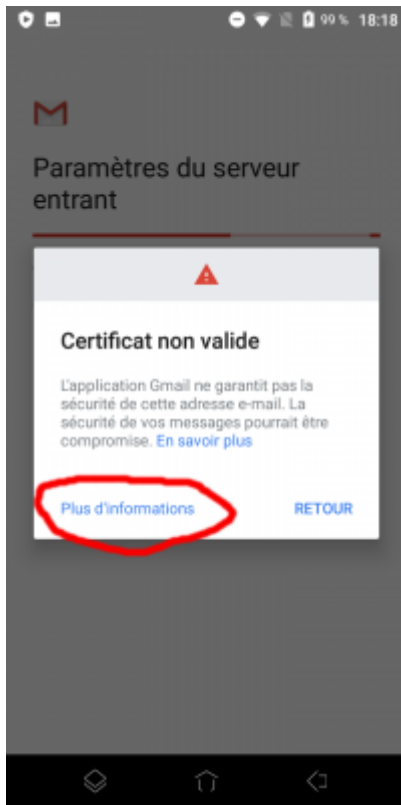 99 % 18:18
Paramètres du serveur
entrant
Certificat non valide
L'application Gmail ne garantit pas la
sécurité de cette adresse e-mail. La
sécurité de vos messages pourrait être
compromise. En savoir plus
Plus d'informations RETOUR